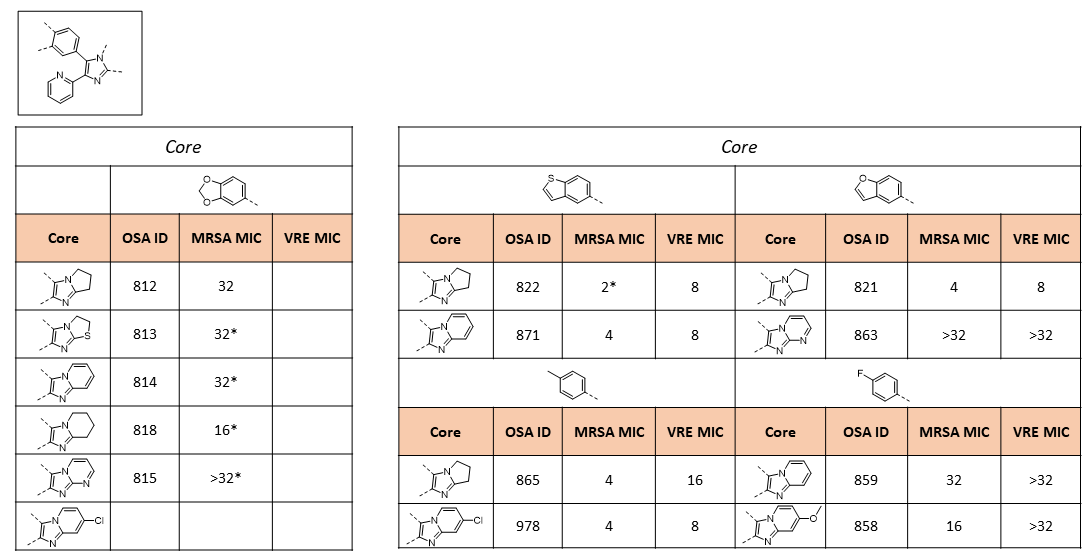 N
N
N
Core
O
O
Core OSA ID MRSA MIC VRE MIC
N
N
812 32
N
N
S
813 32*
N
N
814 32*
N
N
818 16*
N
N
N
815 >32*
N
N
Cl
Core
S
O
Core OSA ID MRSA MIC VRE MIC Core OSA ID MRSA MIC VRE MIC
N
N
822 2* 8
N
N
821 4 8
N
N
871 4 8
N
N
N
863 >32 >32
F
Core OSA ID MRSA MIC VRE MIC Core OSA ID MRSA MIC VRE MIC
N
N
865 4 16
N
N
859 32 >32
N
N
Cl
978 4 8
N
N
O
858 16 >32